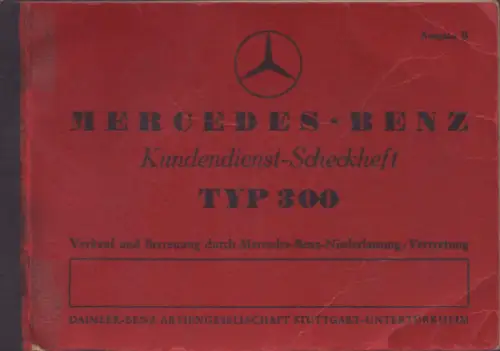 Ausgabe B
MERCEDES-BENZ
Kundendienst-Scheckheft
TYP 300
Verkauf und Betreuung durch Mercedes-Benz-Niederlassung-Vertretung
DAIMLER-BENZ AKTIENGESELLSCHAFT STUTTGART-UNTERTÜRKHEIM